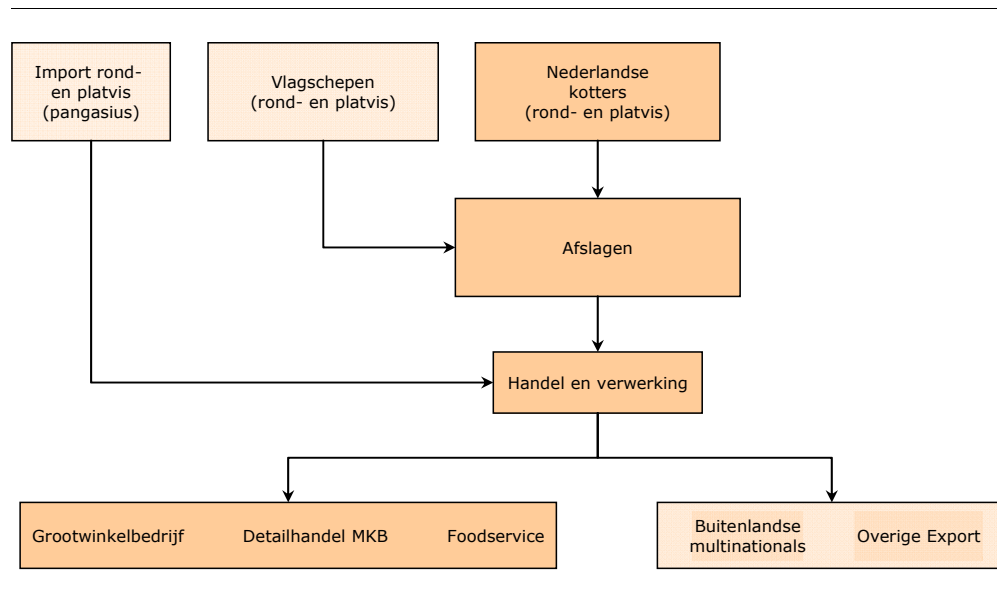 Import rond-
en platvis
(pangasius)
Vlagschepen
(rond- en platvis)
Nederlandse
kotters
(rond- en platvis)
Afslagen
Handel en verwerking
Grootwinkelbedrijf
Detailhandel MKB
Foodservice
Buitenlandse
multinationals
Overige Export